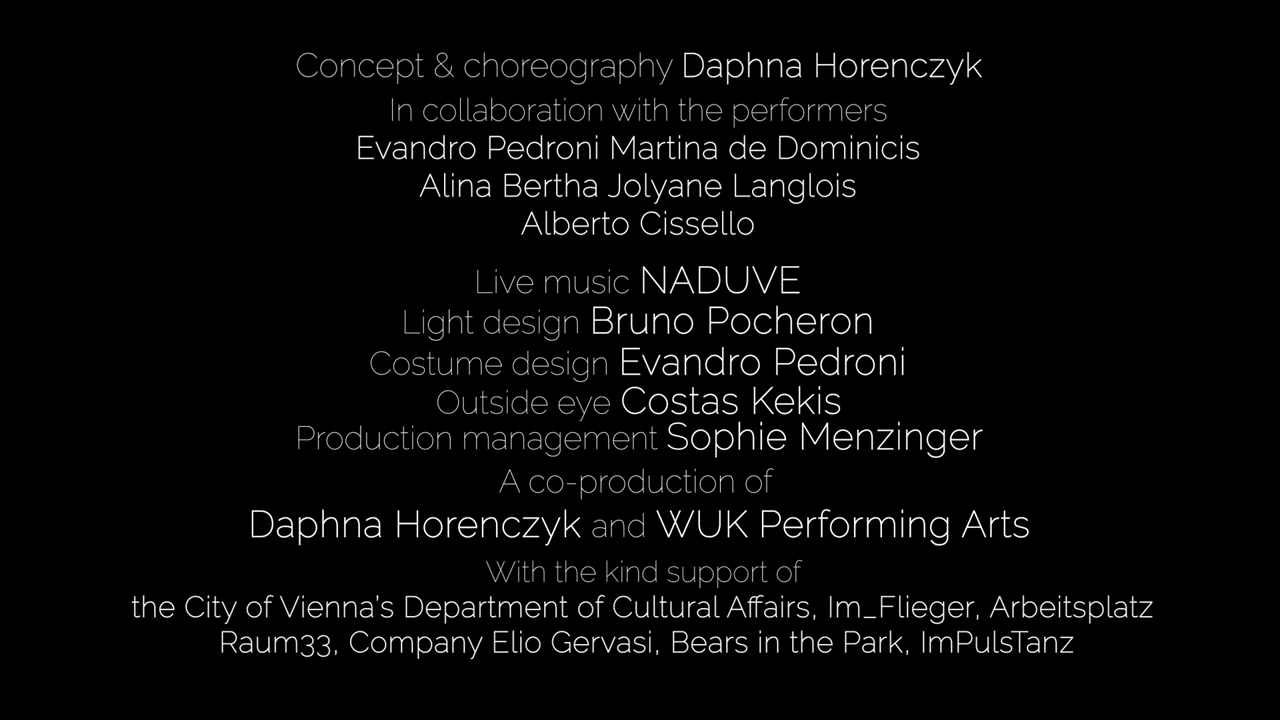 Concept & choreography Daphna Horenczyk
In collaboration with the performers
Evandro Pedroni Martina de Dominicis
Alina Bertha Jolyane Langlois
Alberto Cissello
Live music NADUVE
Light design Bruno Pocheron
Costume design Evandro Pedroni
Outside eye Costas Kekis
Production management Sophie Menzinger
A co-production of
Daphna Horenczyk and WUK Performing Arts
With the kind support of
the City of Vienna's Department of Cultural Affairs, Im_Flieger, Arbeitsplatz
Raum33, Company Elio Gervasi, Bears in the Park, ImPulsTanz